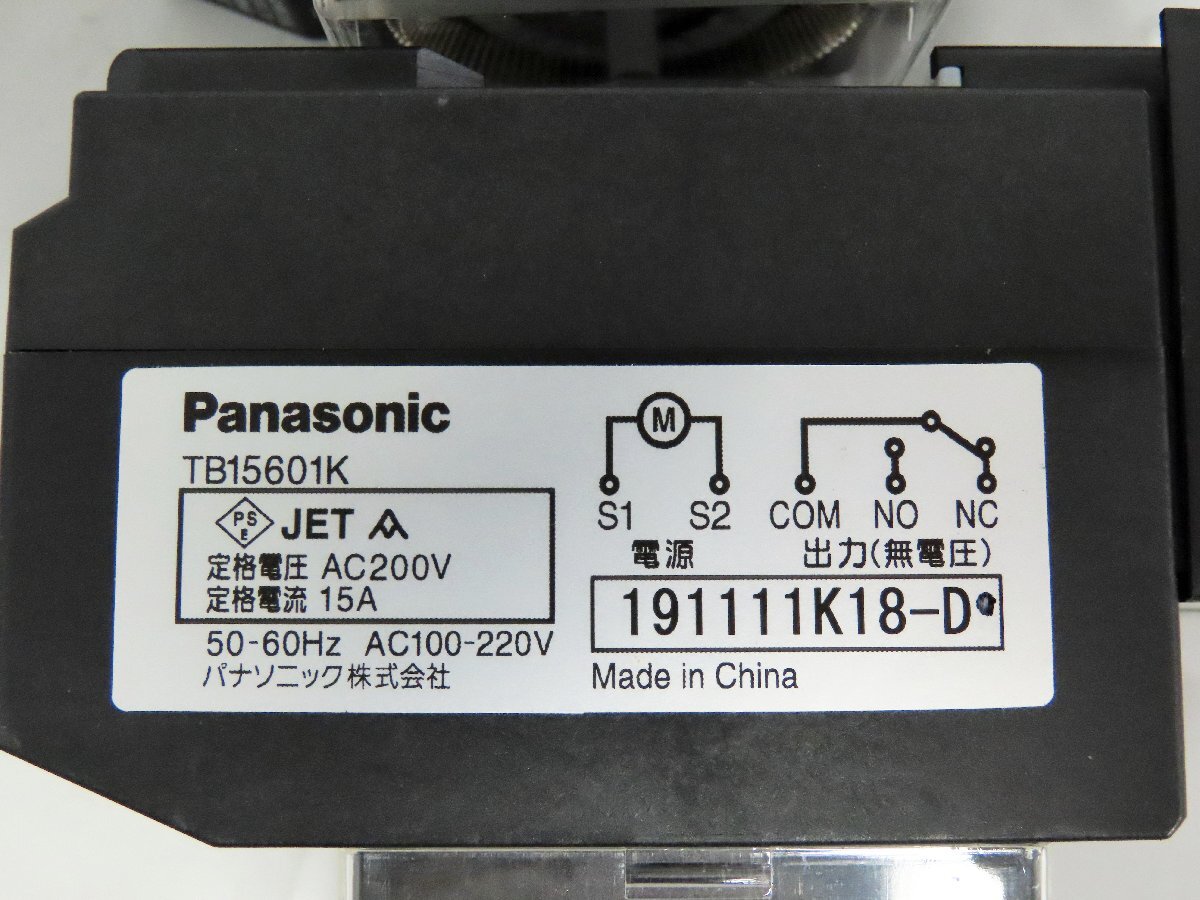 Panasonic
TB15601K
PS
E
JET
定格電圧 AC200V
定格電流 15A
50-60Hz AC100-220V
パナソニック株式会社
M
S1 S2 COM NO NC
電源 出力(無電圧)
191111K18-D
Made in China